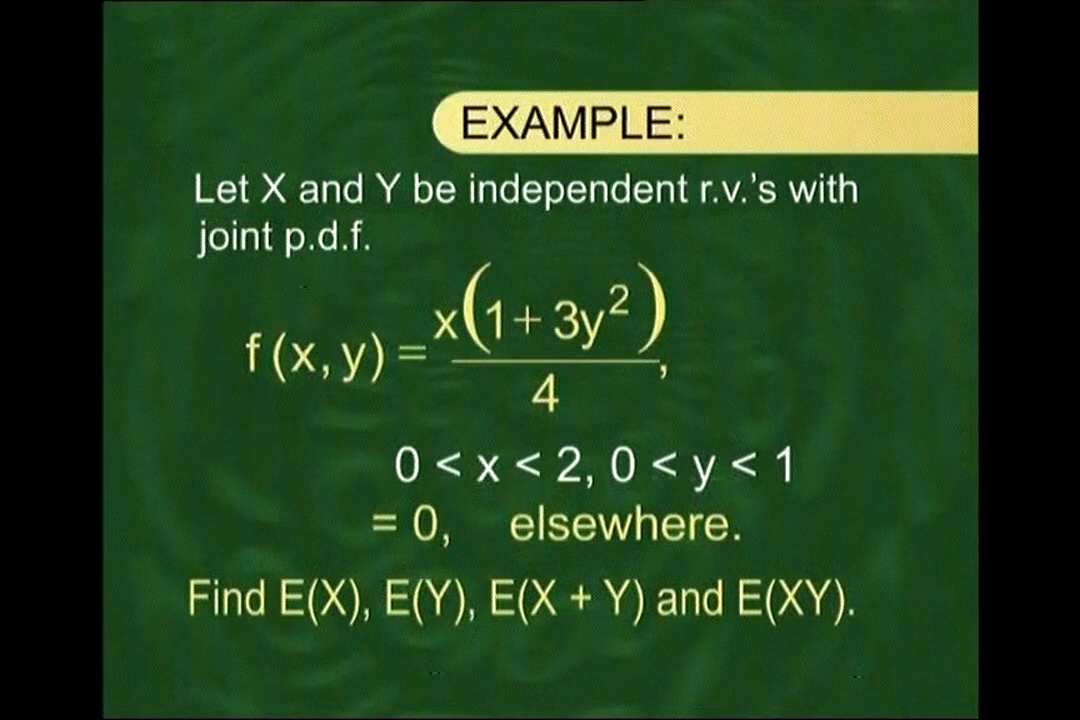 EXAMPLE:
Let X and Y be independent r.v.'s with
joint p.d.f.
f (x, y) = x(1 + 3y²) / 4,
0 < x < 2, 0 < y < 1
= 0, elsewhere.
Find E(X), E(Y), E(X + Y) and E(XY).